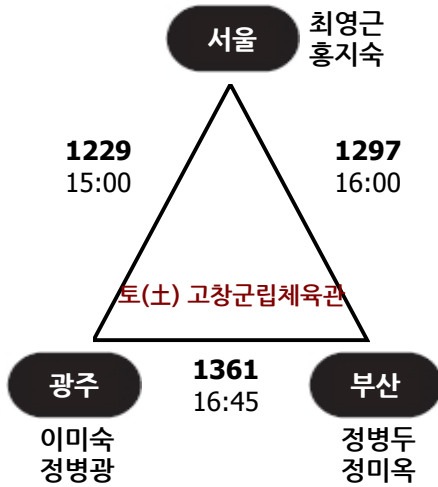 서울
최영근
홍지숙
1229
15:00
1297
16:00
토(土) 고창군립체육관
광주
1361
16:45
부산
이미숙
정병광
정병두
정미옥